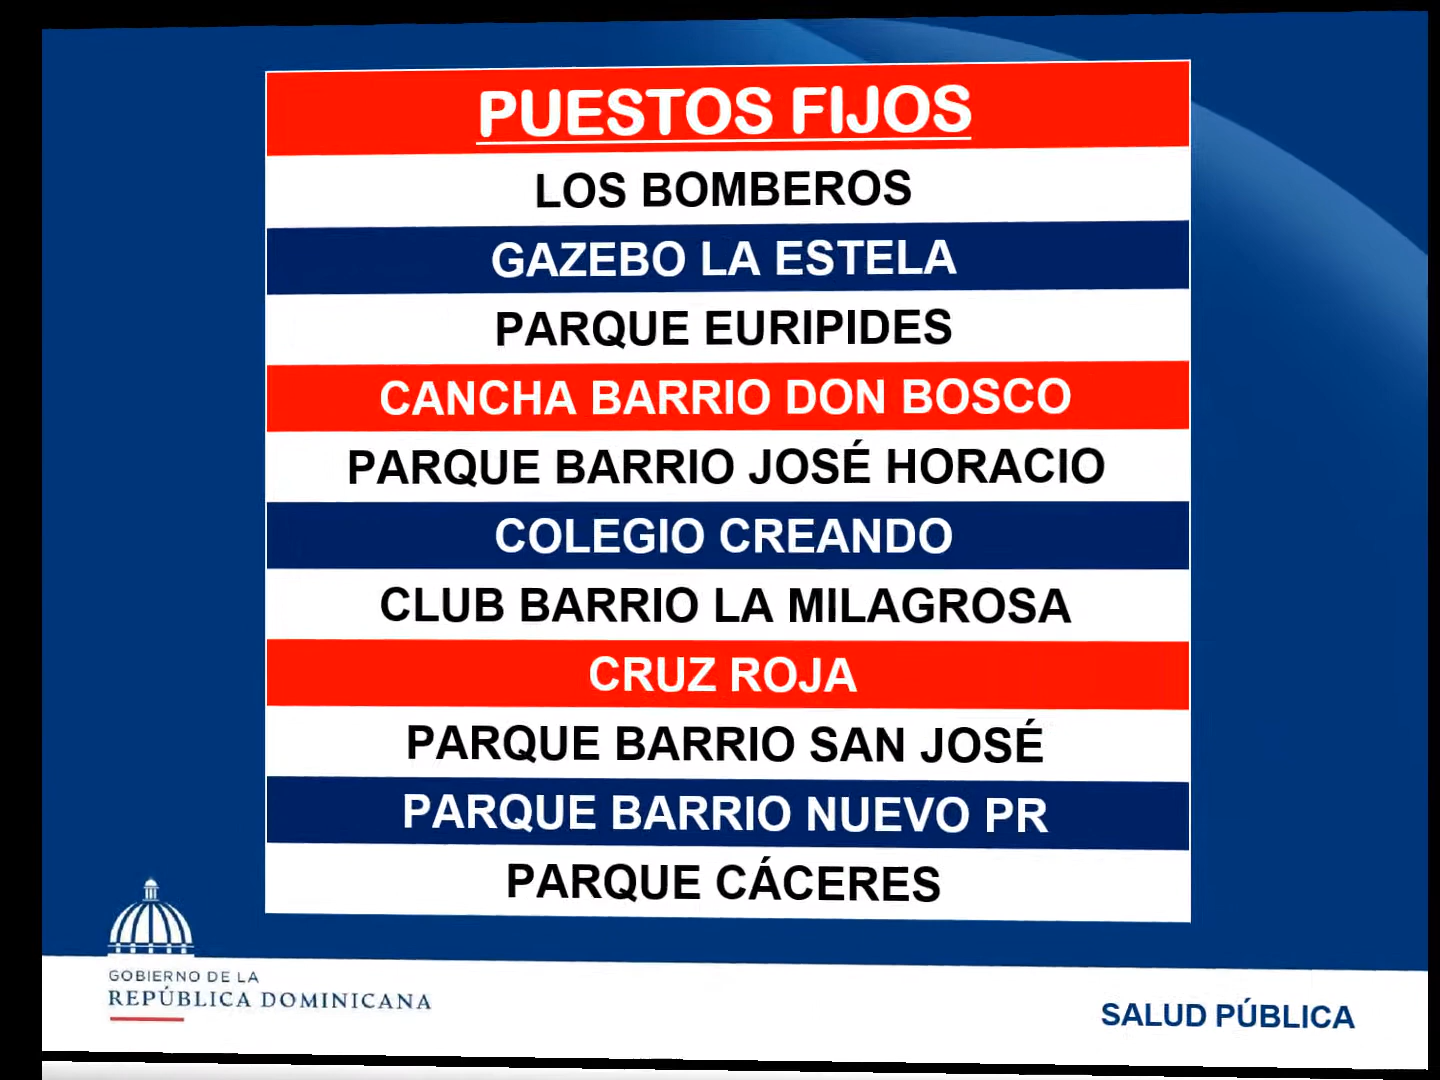 PUESTOS FIJOS
LOS BOMBEROS
GAZEBO LA ESTELA
PARQUE EURIPIDES
CANCHA BARRIO DON BOSCO
PARQUE BARRIO JOSÉ HORACIO
COLEGIO CREANDO
CLUB BARRIO LA MILAGROSA
CRUZ ROJA
PARQUE BARRIO SAN JOSÉ
PARQUE BARRIO NUEVO PR
PARQUE CÁCERES
GOBIERNO DE LA
REPÚBLICA DOMINICANA
SALUD PÚBLICA